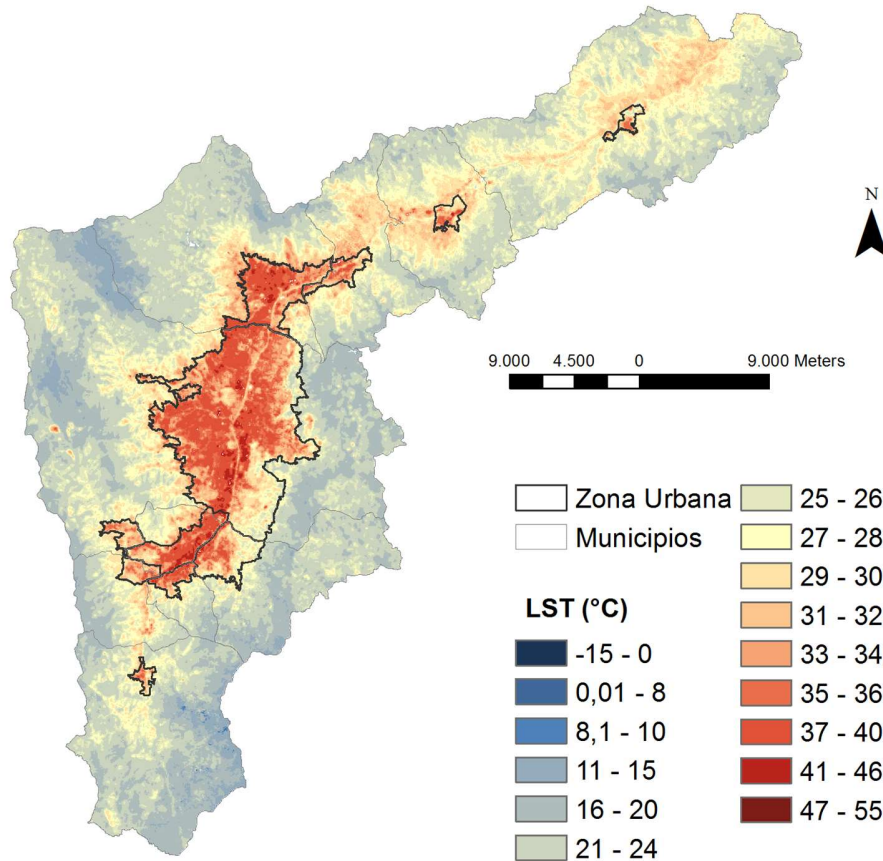 N
9.000 4.500 0 9.000 Meters
Zona Urbana
Municipios
LST (°C)
-15 - 0
0,01 - 8
8,1 - 10
11 - 15
16 - 20
21 - 24
25 - 26
27 - 28
29 - 30
31 - 32
33 - 34
35 - 36
37 - 40
41 - 46
47 - 55